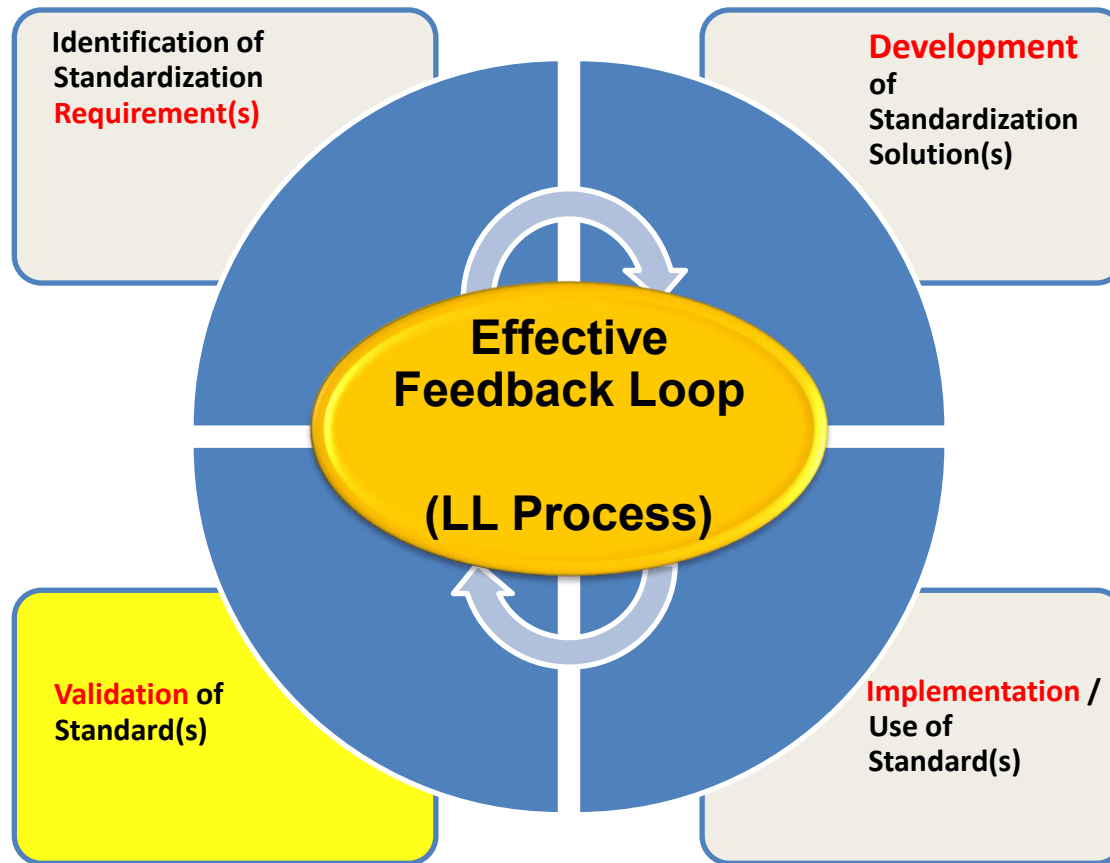 Identification of
Standardization
Requirement(s)
Development
of
Standardization
Solution(s)
Effective
Feedback Loop
(LL Process)
Validation of
Standard(s)
Implementation /
Use of
Standard(s)